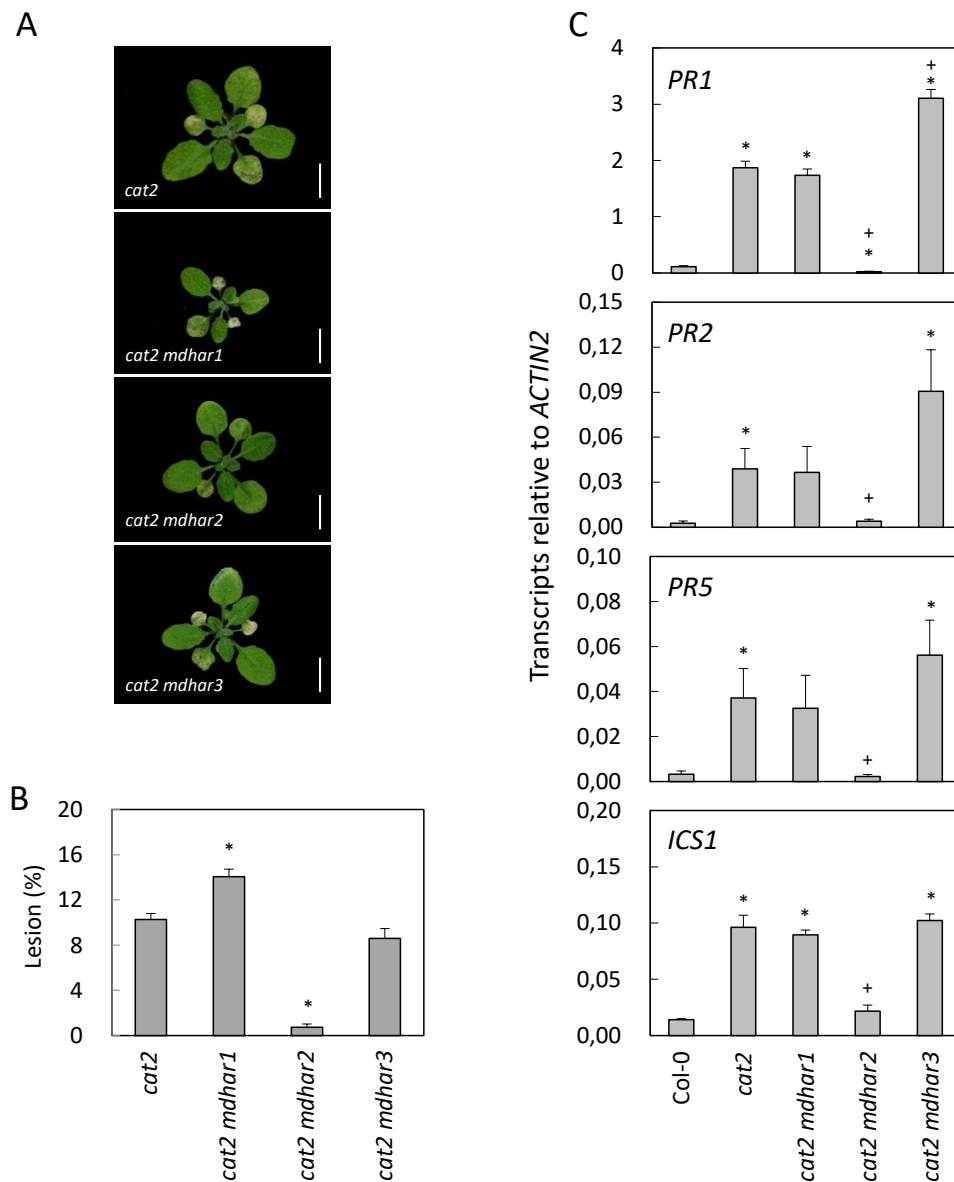 A
cat2
cat2 mdhar1
cat2 mdhar2
cat2 mdhar3
B
Lesion (%)
20
16
12
8
4
0
*
*
cat2
cat2 mdhar1
cat2 mdhar2
cat2 mdhar3
C
Transcripts relative to ACTIN2
PR1
4
3
2
1
0
*
*
+
*
+
*
PR2
0,15
0,12
0,09
0,06
0,03
0,00
*
+
*
PR5
0,10
0,08
0,06
0,04
0,02
0,00
*
+
*
ICS1
0,20
0,15
0,10
0,05
0,00
*
*
+
*
Col-0
cat2
cat2 mdhar1
cat2 mdhar2
cat2 mdhar3